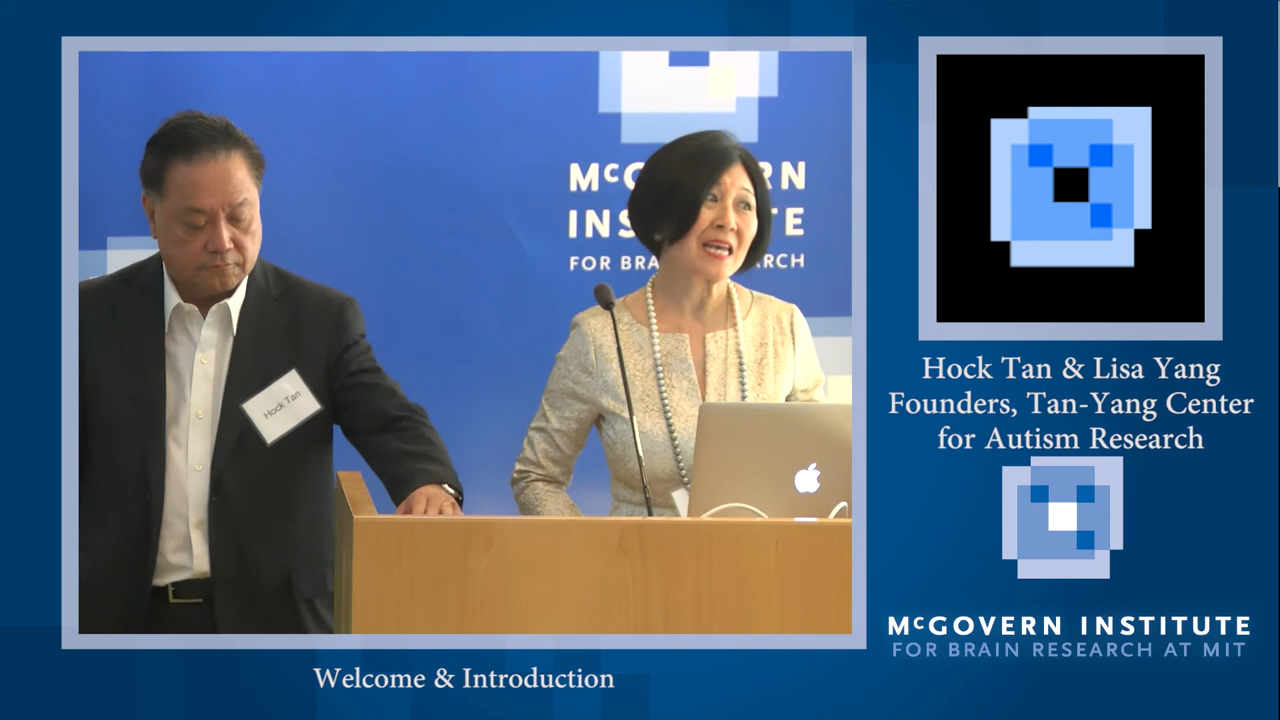 McGOVERN
INSTITUTE
FOR BRAIN RESEARCH
Hock Tan
Hock Tan & Lisa Yang
Founders, Tan-Yang Center
for Autism Research
McGOVERN INSTITUTE
FOR BRAIN RESEARCH AT MIT
Welcome & Introduction